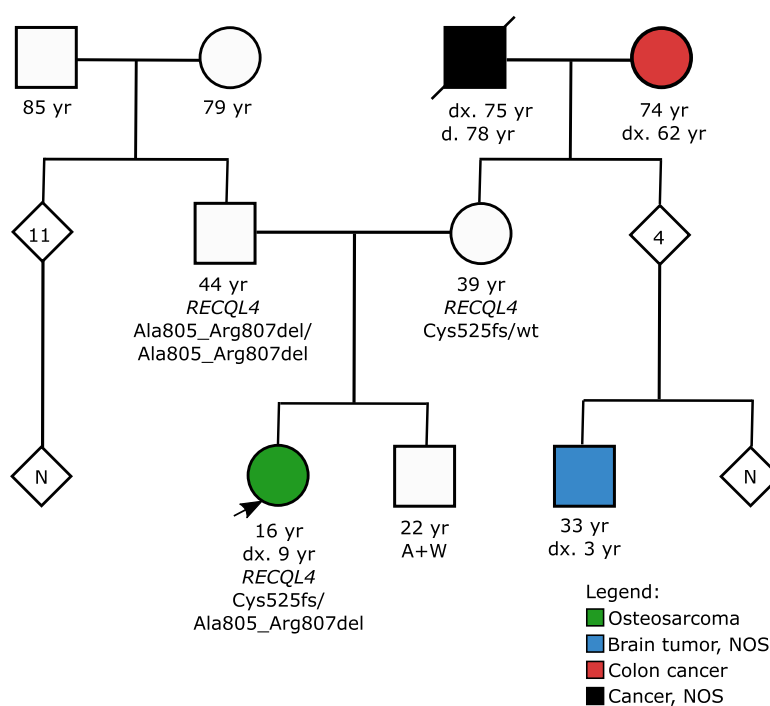 85 yr
79 yr
dx. 75 yr
d. 78 yr
74 yr
dx. 62 yr
11
4
44 yr
RECQL4
Ala805_Arg807del/
Ala805_Arg807del
39 yr
RECQL4
Cys525fs/wt
N
N
16 yr
dx. 9 yr
RECQL4
Cys525fs/
Ala805_Arg807del
22 yr
A+W
33 yr
dx. 3 yr
Legend:
Osteosarcoma
Brain tumor, NOS
Colon cancer
Cancer, NOS